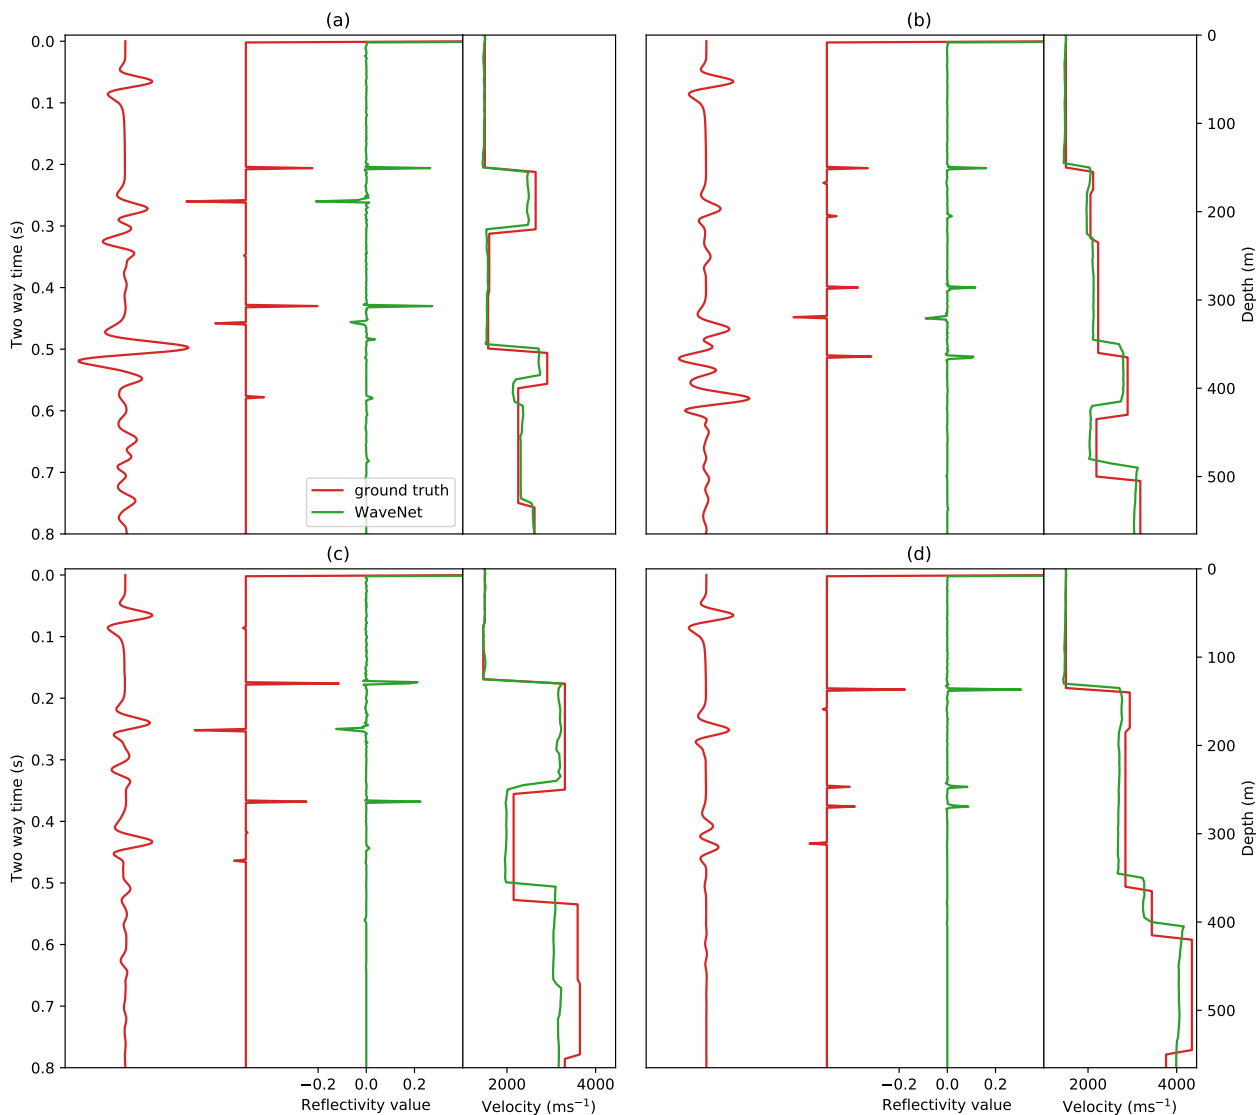 (a)
(b)
0.0
0.1
0.2
0.3
0.4
0.5
0.6
0.7
0.8
Two way time (s)
ground truth
WaveNet
0
100
200
300
400
500
Depth (m)
(c)
(d)
0.0
0.1
0.2
0.3
0.4
0.5
0.6
0.7
0.8
Two way time (s)
0
100
200
300
400
500
Depth (m)
−0.2 0.0 0.2
2000 4000
−0.2 0.0 0.2
2000 4000
Reflectivity value
Velocity (ms⁻¹)
Reflectivity value
Velocity (ms⁻¹)